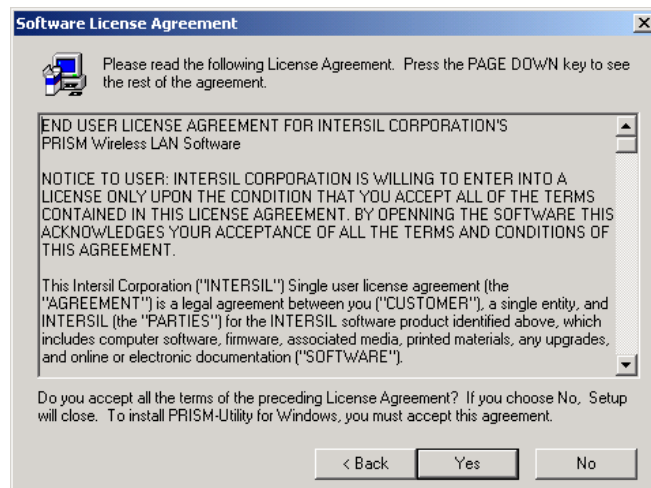 Software License Agreement
Please read the following License Agreement. Press the PAGE DOWN key to see
the rest of the agreement.
END USER LICENSE AGREEMENT FOR INTERSIL CORPORATION'S
PRISM Wireless LAN Software
NOTICE TO USER: INTERSIL CORPORATION IS WILLING TO ENTER INTO A
LICENSE ONLY UPON THE CONDITION THAT YOU ACCEPT ALL OF THE TERMS
CONTAINED IN THIS LICENSE AGREEMENT. BY OPENNING THE SOFTWARE THIS
ACKNOWLEDGES YOUR ACCEPTANCE OF ALL THE TERMS AND CONDITIONS OF
THIS AGREEMENT.
This Intersil Corporation ("INTERSIL") Single user license agreement (the
"AGREEMENT") is a legal agreement between you ("CUSTOMER"), a single entity, and
INTERSIL (the "PARTIES") for the INTERSIL software product identified above, which
includes computer software, firmware, associated media, printed materials, any upgrades,
and online or electronic documentation ("SOFTWARE").
Do you accept all the terms of the preceding License Agreement? If you choose No, Setup
will close. To install PRISM-Utility for Windows, you must accept this agreement.
< Back Yes No